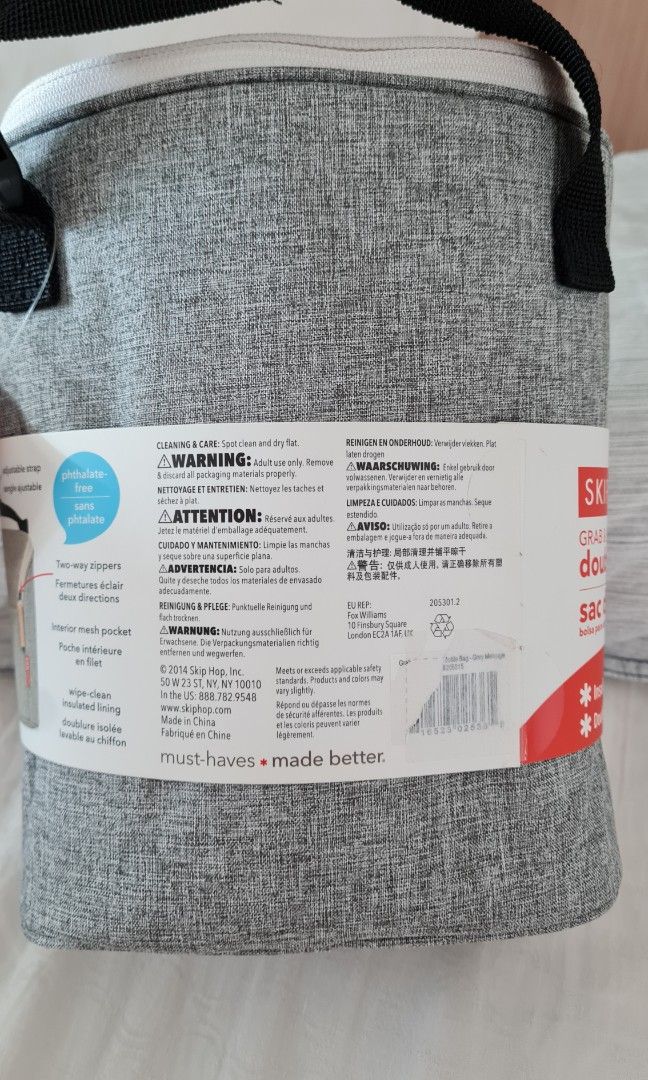 adjustable strap
sangle ajustable
phthalate-
free
sans
phtalate
Two-way zippers
Fermetures éclair
deux directions
Interior mesh pocket
Poche intérieure
en filet
wipe-clean
insulated lining
doublure isolée
lavable au chiffon
CLEANING & CARE: Spot clean and dry flat.
⚠WARNING: Adult use only. Remove
& discard all packaging materials properly.
NETTOYAGE ET ENTRETIEN: Nettoyez les taches et
séchez à plat.
⚠ATTENTION: Réservé aux adultes.
Jetez le matériel d'emballage adéquatement.
CUIDADO Y MANTENIMIENTO: Limpie las manchas
y seque sobre una superficie plana.
⚠ADVERTENCIA: Solo para adultos.
Quite y deseche todos los materiales de envasado
adecuadamente.
REINIGUNG & PFLEGE: Punktuelle Reinigung und
flach trocknen.
⚠WARNUNG: Nutzung ausschließlich für
Erwachsene. Die Verpackungsmaterialien richtig
entfernen und wegwerfen.
© 2014 Skip Hop, Inc.
50 W 23 ST, NY, NY 10010
In the US: 888.782.9548
www.skiphop.com
Made in China
Fabriqué en Chine
REINIGEN EN ONDERHOUD: Verwijder vlekken. Plat
laten drogen
⚠WAARSCHUWING: Enkel gebruik door
volwassenen. Verwijder en vernietig alle
verpakkingsmaterialen naar behoren.
LIMPEZA E CUIDADOS: Limpar as manchas. Seque
estendido.
⚠AVISO: Utilização só por um adulto. Retire a
embalagem e jogue-a fora de maneira adequada.
清洁与护理: 局部清理并铺平晾干
⚠警告: 仅供成人使用, 请正确移除所有塑
料及包装材料。
EU REP:
Fox Williams
10 Finsbury Square
London EC2A 1AF, UK
205301.2
Meets or exceeds applicable safety
standards. Products and colors may
vary slightly.
Répond ou dépasse les normes
de sécurité afférentes. Les produits
et les coloris peuvent varier
légèrement.
Bag - Grey Melange
must-haves * made better.
SKI
GRAB &
dou
sac
bolsa pa